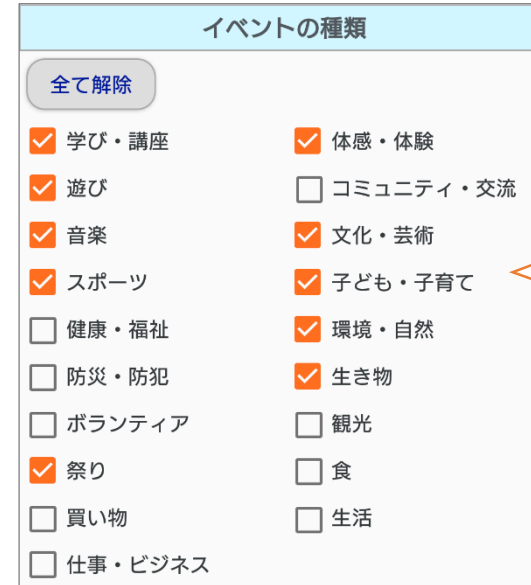 イベントの種類
全て解除
学び・講座 体感・体験
遊び コミュニティ・交流
音楽 文化・芸術
スポーツ 子ども・子育て
健康・福祉 環境・自然
防災・防犯 生き物
ボランティア 観光
祭り 食
買い物 生活
仕事・ビジネス